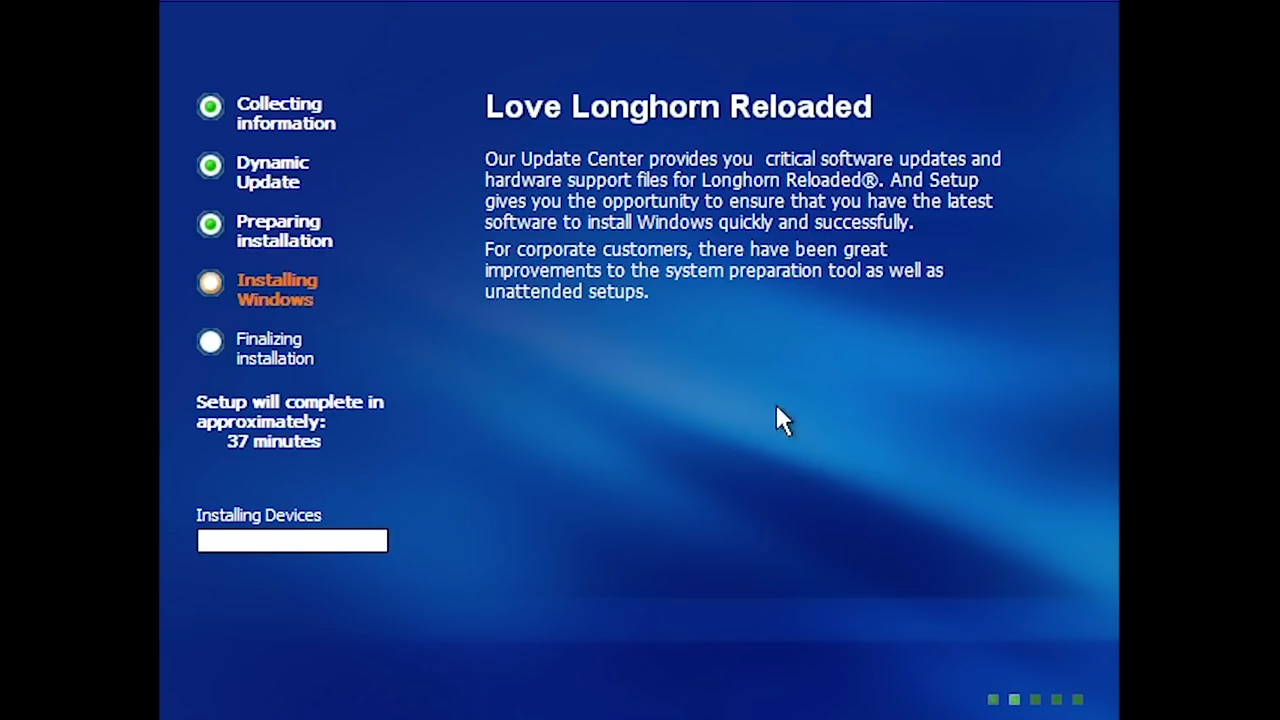 Collecting
information
Dynamic
Update
Preparing
installation
Installing
Windows
Finalizing
installation
Setup will complete in
approximately:
37 minutes
Installing Devices
Love Longhorn Reloaded
Our Update Center provides you  critical software updates and
hardware support files for Longhorn Reloaded®. And Setup
gives you the opportunity to ensure that you have the latest
software to install Windows quickly and successfully.
For corporate customers, there have been great
improvements to the system preparation tool as well as
unattended setups.